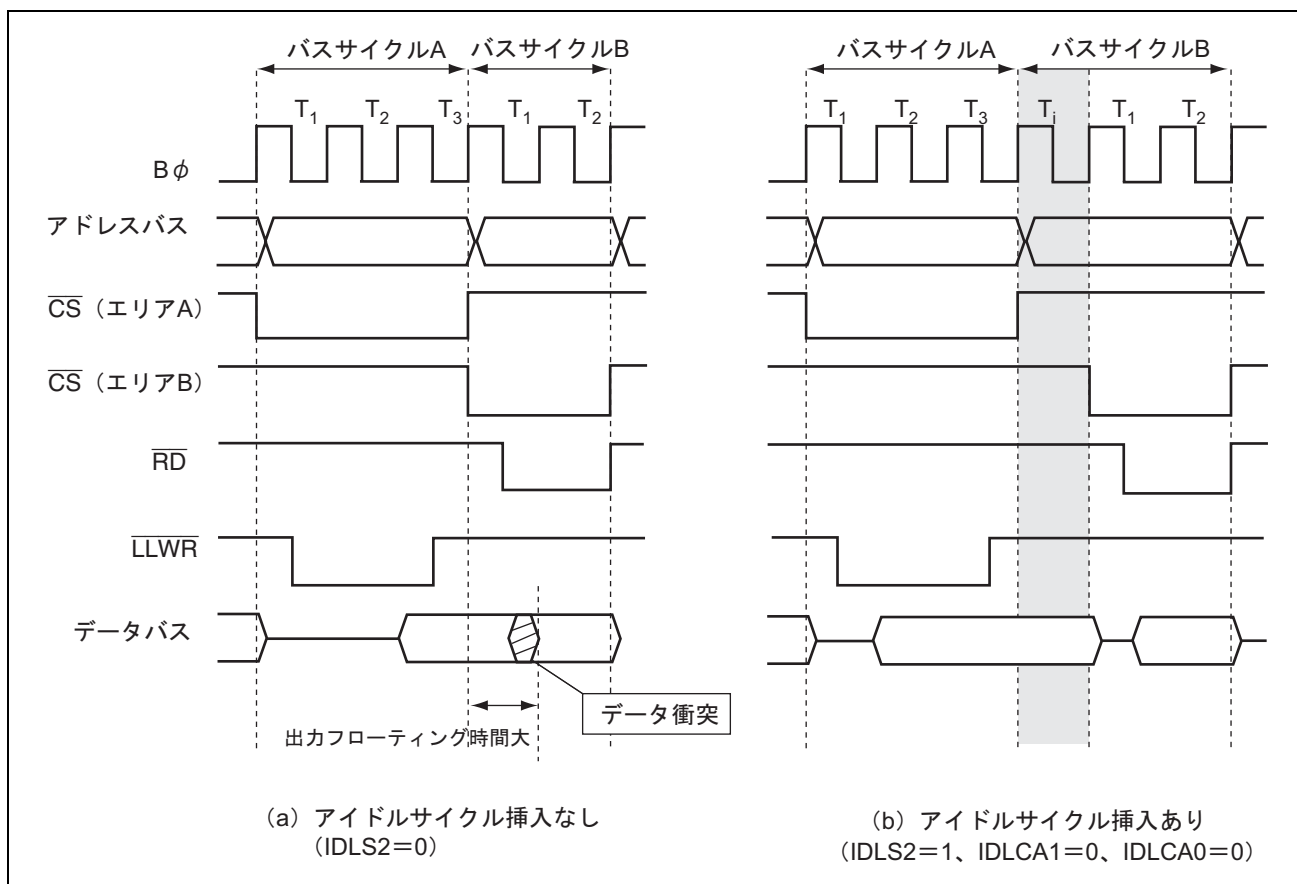 バスサイクルA バスサイクルB
T1 T2 T3 T1 T2
Bφ
アドレスバス
CS（エリアA）
CS（エリアB）
RD
LLWR
データバス
データ衝突
出力フローティング時間大
（a）アイドルサイクル挿入なし
（IDLS2＝0）
バスサイクルA バスサイクルB
T1 T2 T3 Ti T1 T2
（b）アイドルサイクル挿入あり
（IDLS2＝1、IDLCA1＝0、IDLCA0＝0）